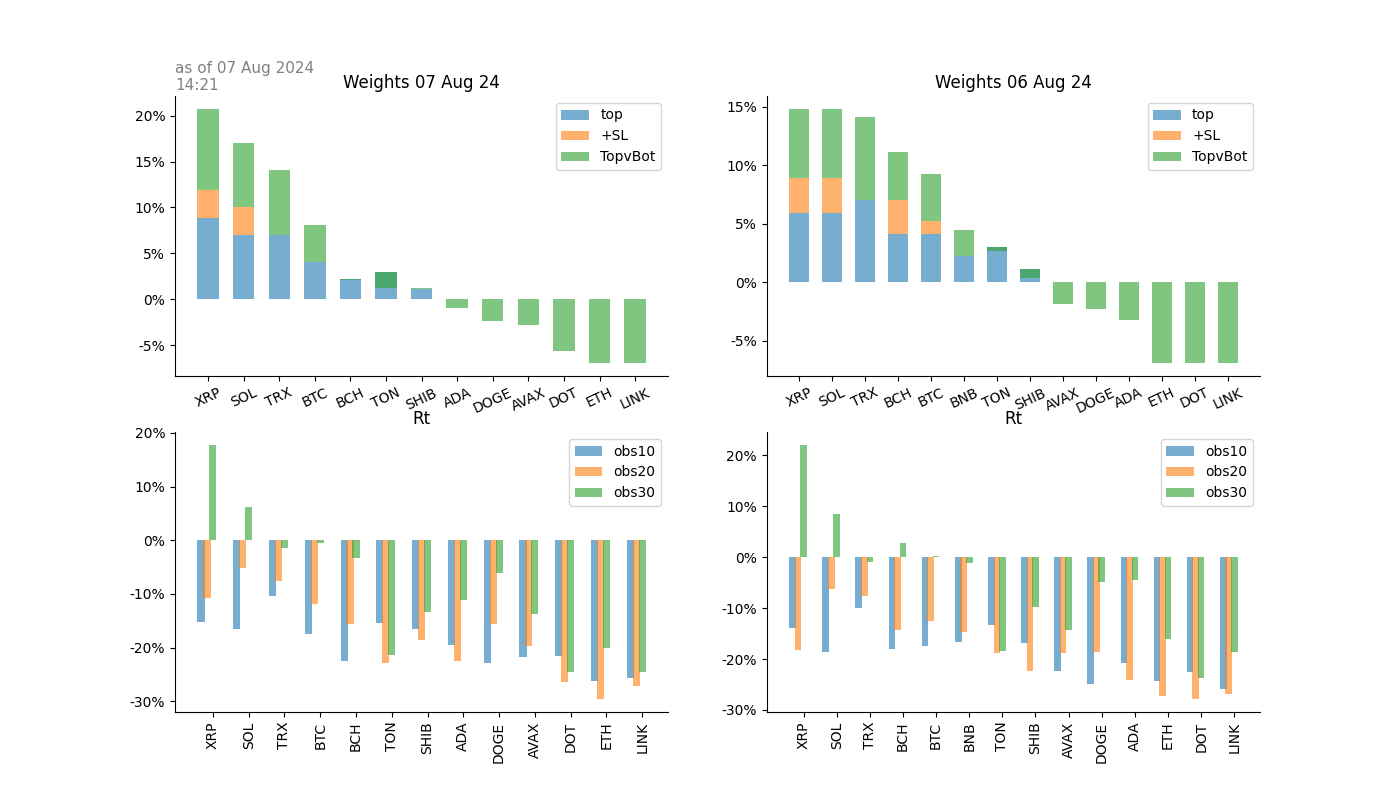 as of 07 Aug 2024
14:21
Weights 07 Aug 24
20%
15%
10%
5%
0%
-5%
top
+SL
TopvBot
XRP SOL TRX BTC BCH TON SHIB ADA DOGE AVAX DOT ETH LINK
Weights 06 Aug 24
15%
10%
5%
0%
-5%
top
+SL
TopvBot
XRP SOL TRX BCH BTC BNB TON SHIB AVAX DOGE ADA ETH DOT LINK
Rt
20%
10%
0%
-10%
-20%
-30%
obs10
obs20
obs30
XRP SOL TRX BTC BCH TON SHIB ADA DOGE AVAX DOT ETH LINK
Rt
20%
10%
0%
-10%
-20%
-30%
obs10
obs20
obs30
XRP SOL TRX BCH BTC BNB TON SHIB AVAX DOGE ADA ETH DOT LINK